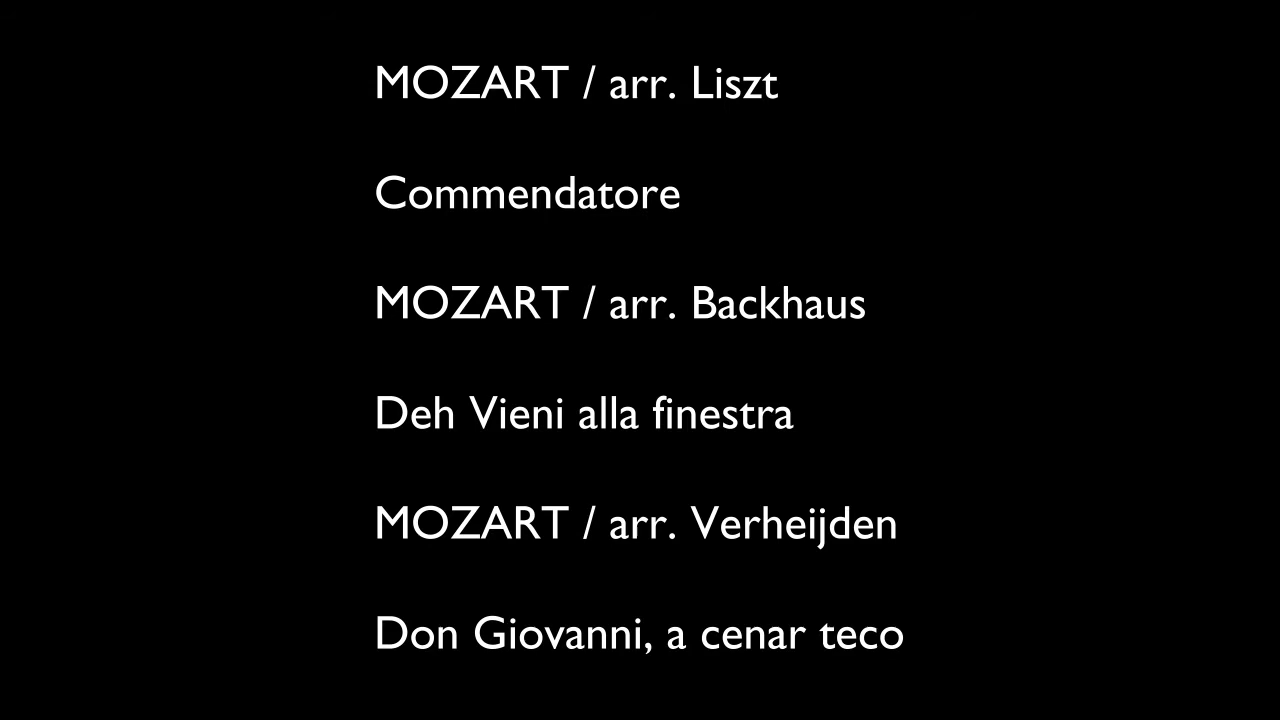 MOZART / arr. Liszt
Commendatore
MOZART / arr. Backhaus
Deh Vieni alla finestra
MOZART / arr. Verheijden
Don Giovanni, a cenar teco